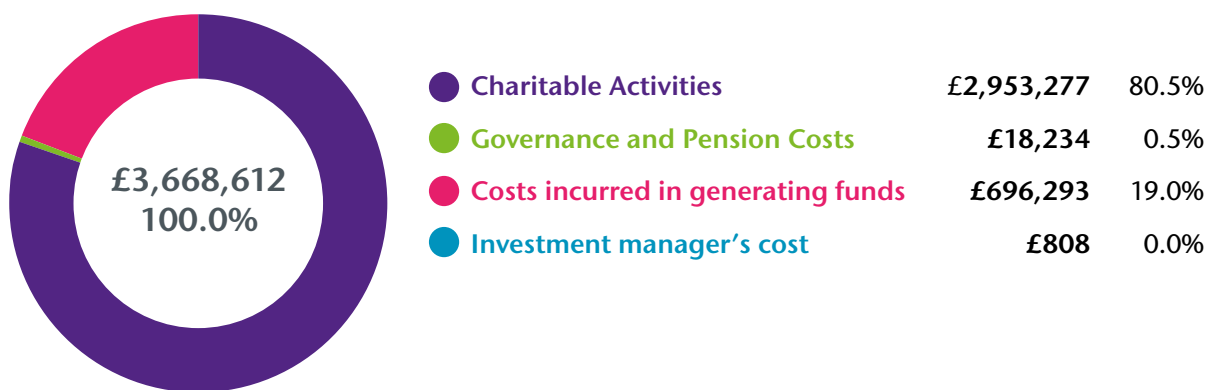 £3,668,612
100.0%
Charitable Activities £2,953,277 80.5%
Governance and Pension Costs £18,234 0.5%
Costs incurred in generating funds £696,293 19.0%
Investment manager’s cost £808 0.0%